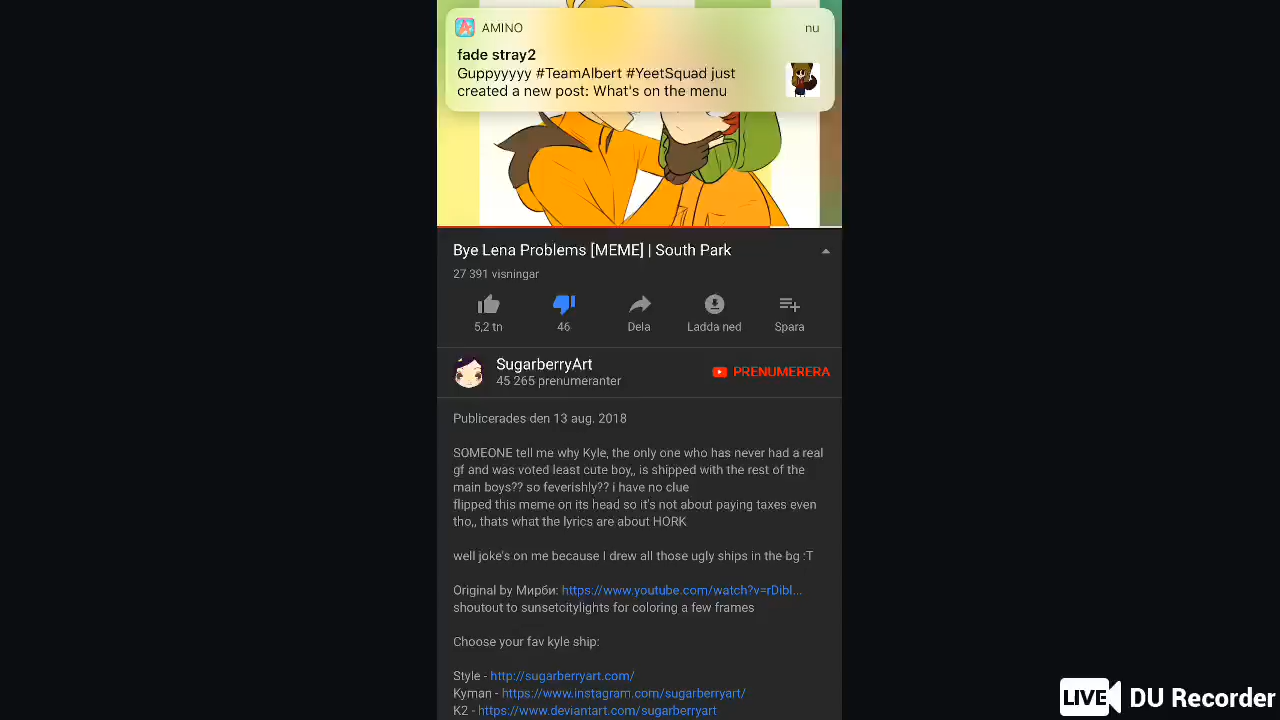 AMINO
nu
fade stray2
Guppyyyyy #TeamAlbert #YeetSquad just
created a new post: What's on the menu
Bye Lena Problems [MEME] | South Park
27 391 visningar
5,2 tn
46
Dela
Ladda ned
Spara
SugarberryArt
45 265 prenumeranter
PRENUMERERA
Publicerades den 13 aug. 2018
SOMEONE tell me why Kyle, the only one who has never had a real
gf and was voted least cute boy,, is shipped with the rest of the
main boys?? so feverishly?? i have no clue
flipped this meme on its head so it's not about paying taxes even
tho,, thats what the lyrics are about HORK
well joke's on me because I drew all those ugly ships in the bg :T
Original by Мирби: https://www.youtube.com/watch?v=rDibl...
shoutout to sunsetcitylights for coloring a few frames
Choose your fav kyle ship:
Style - http://sugarberryart.com/
Kyman - https://www.instagram.com/sugarberryart/
K2 - https://www.deviantart.com/sugarberryart
LIVE DU Recorder